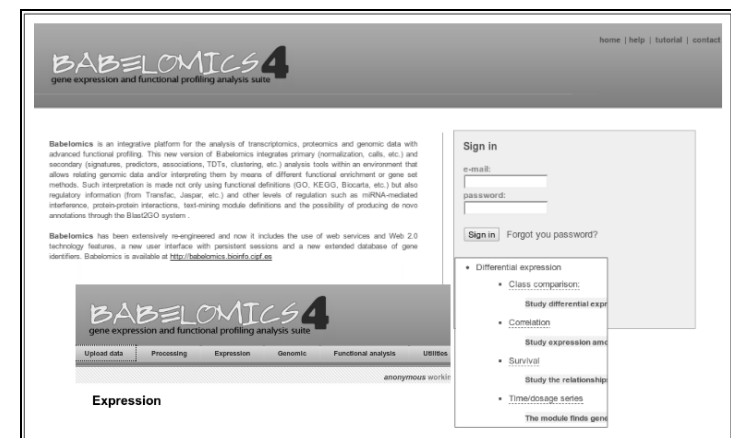 home | help | tutorial | contact
BABELOMICS 4
gene expression and functional profiling analysis suite
Babelomics is an integrative platform for the analysis of transcriptomics, proteomics and genomic data with
advanced functional profiling. This new version of Babelomics integrates primary (normalization, calls, etc.) and
secondary (signatures, predictors, associations, TDTs, clustering, etc.) analysis tools within an environment that
allows relating genomic data and/or interpreting them by means of different functional enrichment or gene set
methods. Such interpretation is made not only using functional definitions (GO, KEGG, Biocarta, etc.) but also
regulatory information (from Transfac, Jaspar, etc.) and other levels of regulation such as miRNA-mediated
interference, protein-protein interactions, text-mining module definitions and the possibility of producing de novo
annotations through the Blast2GO system .
Babelomics has been extensively re-engineered and now it includes the use of web services and Web 2.0
technology features, a new user interface with persistent sessions and a new extended database of gene
identifiers. Babelomics is available at http://babelomics.bioinfo.cipf.es
Sign in
e-mail:
password:
Sign in Forgot you password?
Differential expression
Class comparison:
Study differential expr
Correlation
Study expression amo
Survival
Study the relationship
Time/dosage series
The module finds gene
BABELOMICS 4
gene expression and functional profiling analysis suite
Upload data Processing Expression Genomic Functional analysis Utilities
anonymous workin
Expression